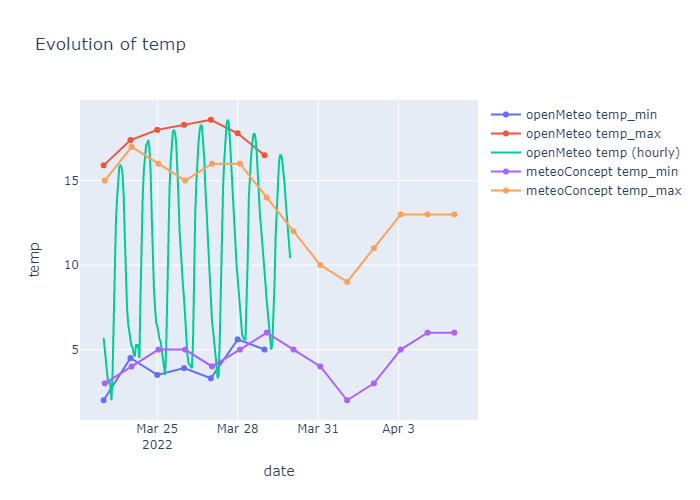 Evolution of temp
openMeteo temp_min
openMeteo temp_max
openMeteo temp (hourly)
meteoConcept temp_min
meteoConcept temp_max
15
10
5
temp
Mar 25
2022
Mar 28
Mar 31
Apr 3
date